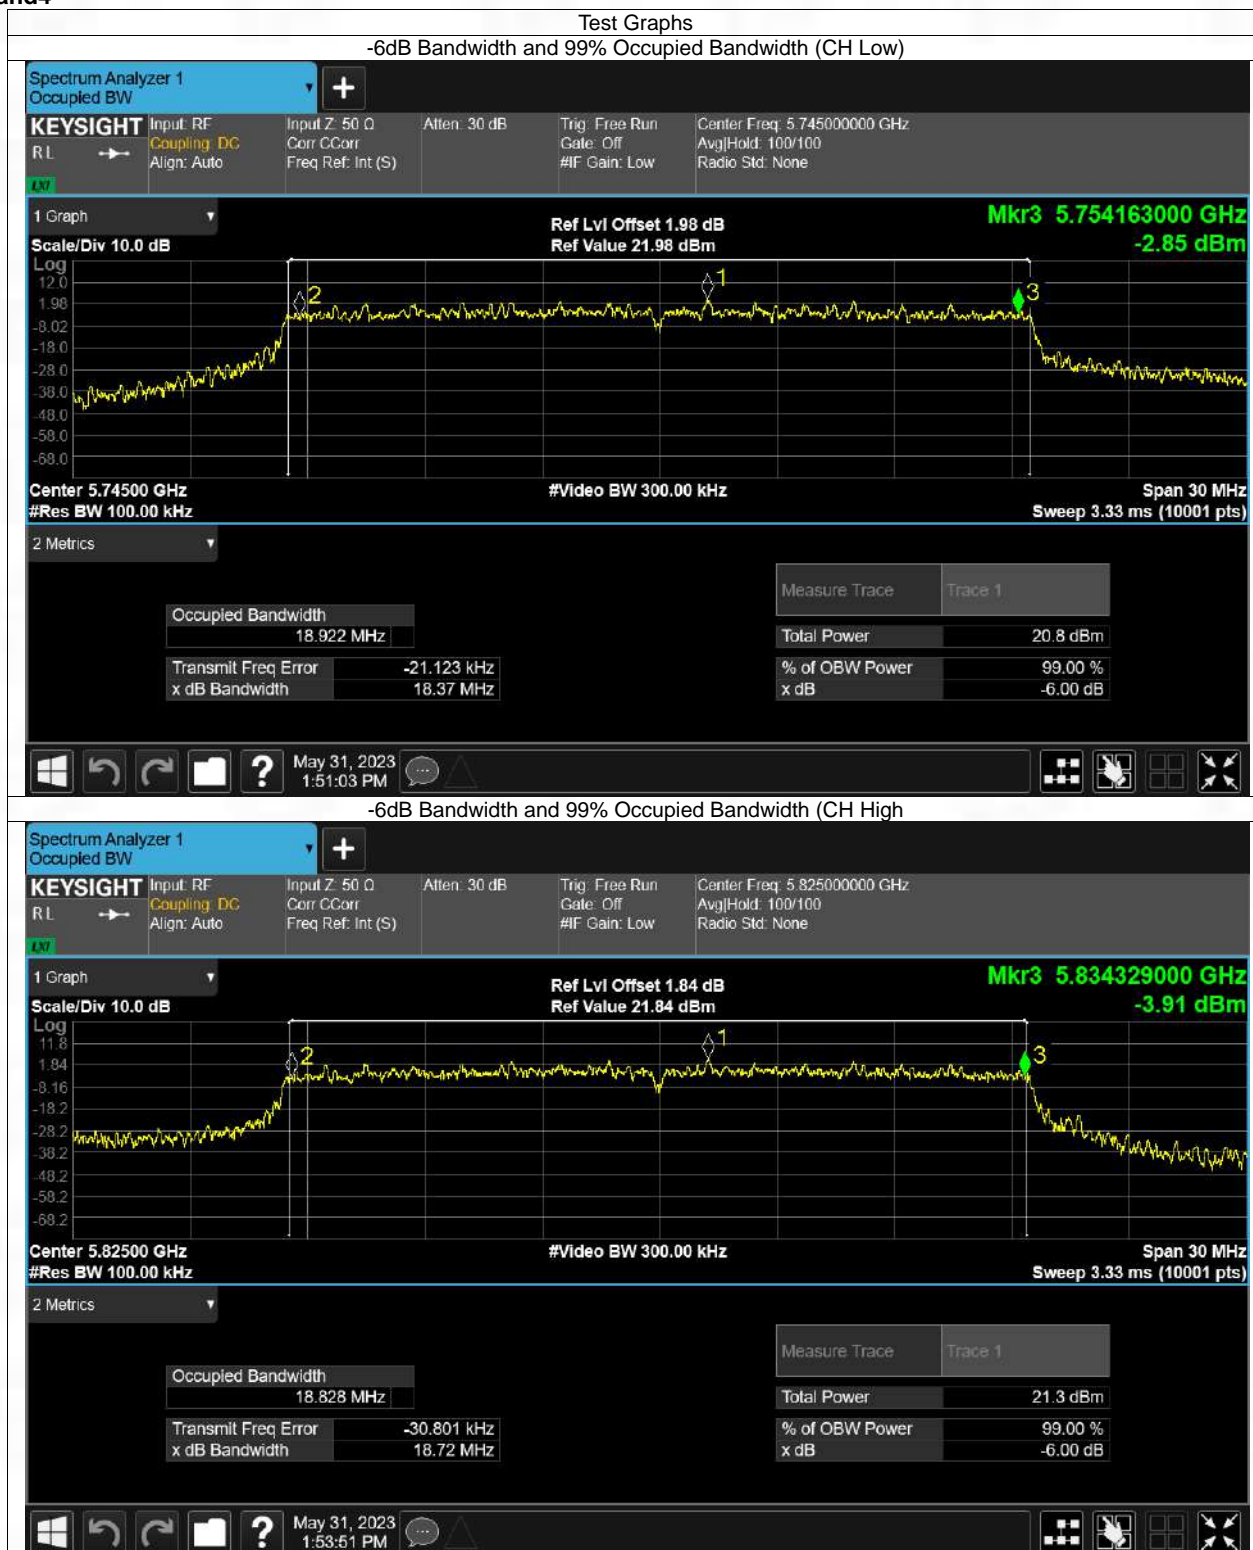 and4
Test Graphs
-6dB Bandwidth and 99% Occupied Bandwidth (CH Low)
Spectrum Analyzer 1
Occupied BW
+
KEYSIGHT Input: RF Input Z: 50 Ω Atten: 30 dB Trig: Free Run Center Freq: 5.745000000 GHz
RL Coupling: DC Corr CCorr Gate: Off Avg|Hold: 100/100
Align: Auto Freq Ref: Int (S) #IF Gain: Low Radio Std: None
LXI
1 Graph Ref Lvl Offset 1.98 dB Mkr3 5.754163000 GHz
Scale/Div 10.0 dB Ref Value 21.98 dBm -2.85 dBm
Log
12.0
1.98
-8.02
-18.0
-28.0
-38.0
-48.0
-58.0
-68.0
2
1
3
Center 5.74500 GHz #Video BW 300.00 kHz Span 30 MHz
#Res BW 100.00 kHz Sweep 3.33 ms (10001 pts)
2 Metrics
Measure Trace Trace 1
Occupied Bandwidth
18.922 MHz Total Power 20.8 dBm
Transmit Freq Error -21.123 kHz % of OBW Power 99.00 %
x dB Bandwidth 18.37 MHz x dB -6.00 dB
? May 31, 2023
1:51:03 PM
-6dB Bandwidth and 99% Occupied Bandwidth (CH High
Spectrum Analyzer 1
Occupied BW
+
KEYSIGHT Input: RF Input Z: 50 Ω Atten: 30 dB Trig: Free Run Center Freq: 5.825000000 GHz
RL Coupling: DC Corr CCorr Gate: Off Avg|Hold: 100/100
Align: Auto Freq Ref: Int (S) #IF Gain: Low Radio Std: None
LXI
1 Graph Ref Lvl Offset 1.84 dB Mkr3 5.834329000 GHz
Scale/Div 10.0 dB Ref Value 21.84 dBm -3.91 dBm
Log
11.8
1.84
-8.16
-18.2
-28.2
-38.2
-48.2
-58.2
-68.2
2
1
3
Center 5.82500 GHz #Video BW 300.00 kHz Span 30 MHz
#Res BW 100.00 kHz Sweep 3.33 ms (10001 pts)
2 Metrics
Measure Trace Trace 1
Occupied Bandwidth
18.828 MHz Total Power 21.3 dBm
Transmit Freq Error -30.801 kHz % of OBW Power 99.00 %
x dB Bandwidth 18.72 MHz x dB -6.00 dB
? May 31, 2023
1:53:51 PM